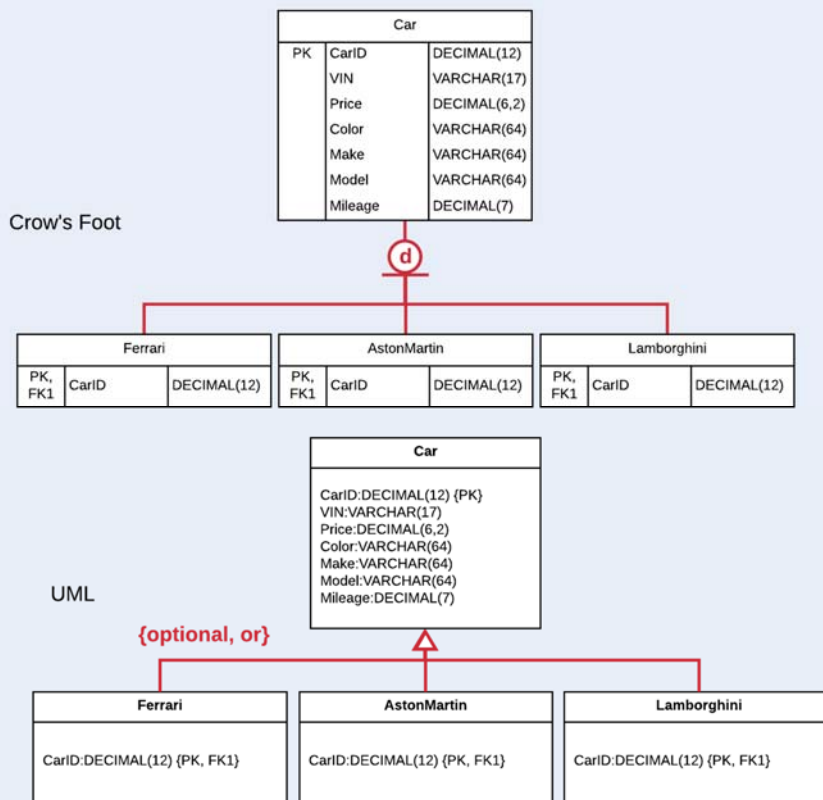 Car
PK CarID DECIMAL(12)
VIN VARCHAR(17)
Price DECIMAL(6,2)
Color VARCHAR(64)
Make VARCHAR(64)
Model VARCHAR(64)
Mileage DECIMAL(7)
Crow's Foot
d
Ferrari
PK, FK1 CarID DECIMAL(12)
AstonMartin
PK, FK1 CarID DECIMAL(12)
Lamborghini
PK, FK1 CarID DECIMAL(12)
Car
CarID:DECIMAL(12) {PK}
VIN:VARCHAR(17)
Price:DECIMAL(6,2)
Color:VARCHAR(64)
Make:VARCHAR(64)
Model:VARCHAR(64)
Mileage:DECIMAL(7)
UML
{optional, or}
Ferrari
CarID:DECIMAL(12) {PK, FK1}
AstonMartin
CarID:DECIMAL(12) {PK, FK1}
Lamborghini
CarID:DECIMAL(12) {PK, FK1}